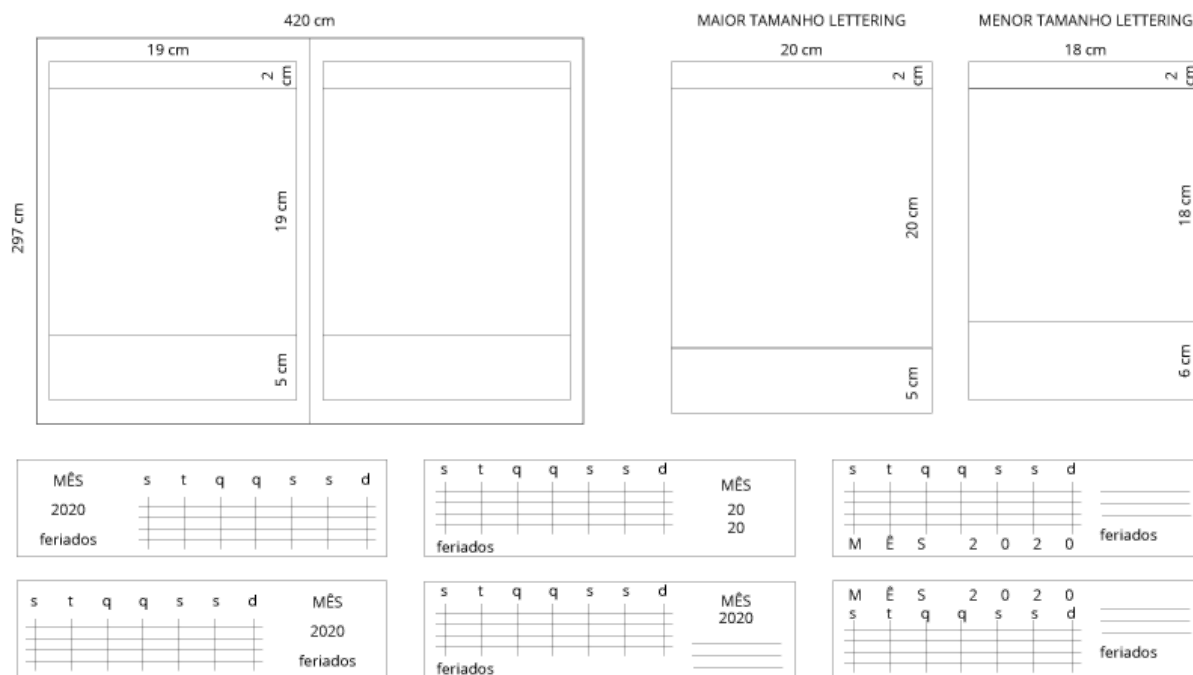 420 cm
MAIOR TAMANHO LETTERING
MENOR TAMANHO LETTERING
19 cm
20 cm
18 cm
2 cm
2 cm
2 cm
297 cm
19 cm
20 cm
18 cm
5 cm
5 cm
6 cm
MÊS
2020
feriados
s t q q s s d
s t q q s s d
feriados
MÊS
20
20
s t q q s s d
M Ê S 2 0 2 0
feriados
s t q q s s d
MÊS
2020
feriados
s t q q s s d
feriados
MÊS
2020
M Ê S 2 0 2 0
s t q q s s d
feriados